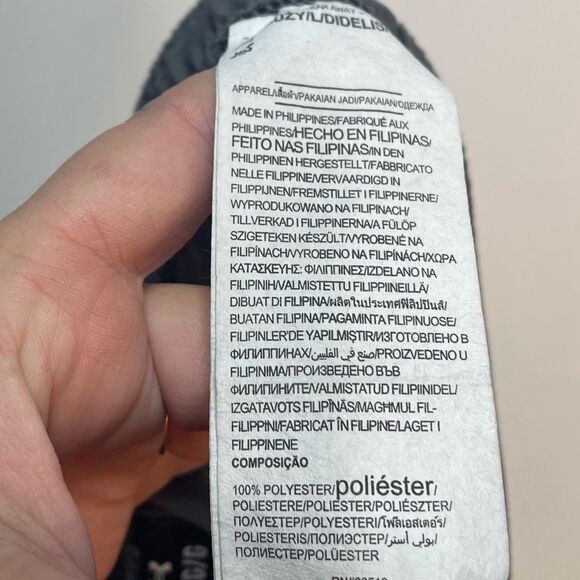 DUZY/L/DIDELIS
كبير
APPAREL/เสื้อผ้า/PAKAIAN JADI/PAKAIAN/ОДЕЖДА
MADE IN PHILIPPINES/FABRIQUÉ AUX
PHILIPPINES/HECHO EN FILIPINAS/
FEITO NAS FILIPINAS/IN DEN
PHILIPPINEN HERGESTELLT/FABBRICATO
NELLE FILIPPINE/VERVAARDIGD IN
FILIPPIJNEN/FREMSTILLET I FILIPPINERNE/
WYPRODUKOWANO NA FILIPINACH/
TILLVERKAD I FILIPPINERNA/A FÜLÖP
SZIGETEKEN KÉSZÜLT/VYROBENÉ NA
FILIPÍNACH/VYROBENO NA FILIPÍNÁCH/ΧΩΡΑ
ΚΑΤΑΣΚΕΥΗΣ: ΦΙΛΙΠΠΙΝΕΣ/IZDELANO NA
FILIPINIH/VALMISTETTU FILIPPIINEILLÄ/
DIBUAT DI FILIPINA/ผลิตในประเทศฟิลิปปินส์/
BUATAN FILIPINA/PAGAMINTA FILIPINUOSE/
FILIPINLER'DE YAPILMIŞTIR/ИЗГОТОВЛЕНО В
ФИЛИППИНАХ/صنع في الفلبين/PROIZVEDENO U
FILIPINIMA/ПРОИЗВЕДЕНО ВЪВ
ФИЛИПИНИТЕ/VALMISTATUD FILIPIINIDEL/
IZGATAVOTS FILIPĪNĀS/MAGHMUL FIL-
FILIPPINI/FABRICAT ÎN FILIPINE/LAGET I
FILIPPINENE
COMPOSIÇÃO
100% POLYESTER/poliéster/
POLIESTERE/POLIESTER/POLIÉSZTER/
ΠΟΛΥΕΣΤΕΡ/POLYESTERI/โพลีเอสเตอร์/
POLIESTERIS/ПОЛИЭСТЕР/بولي أستر/
ПОЛИЕСТЕР/POLÜESTER